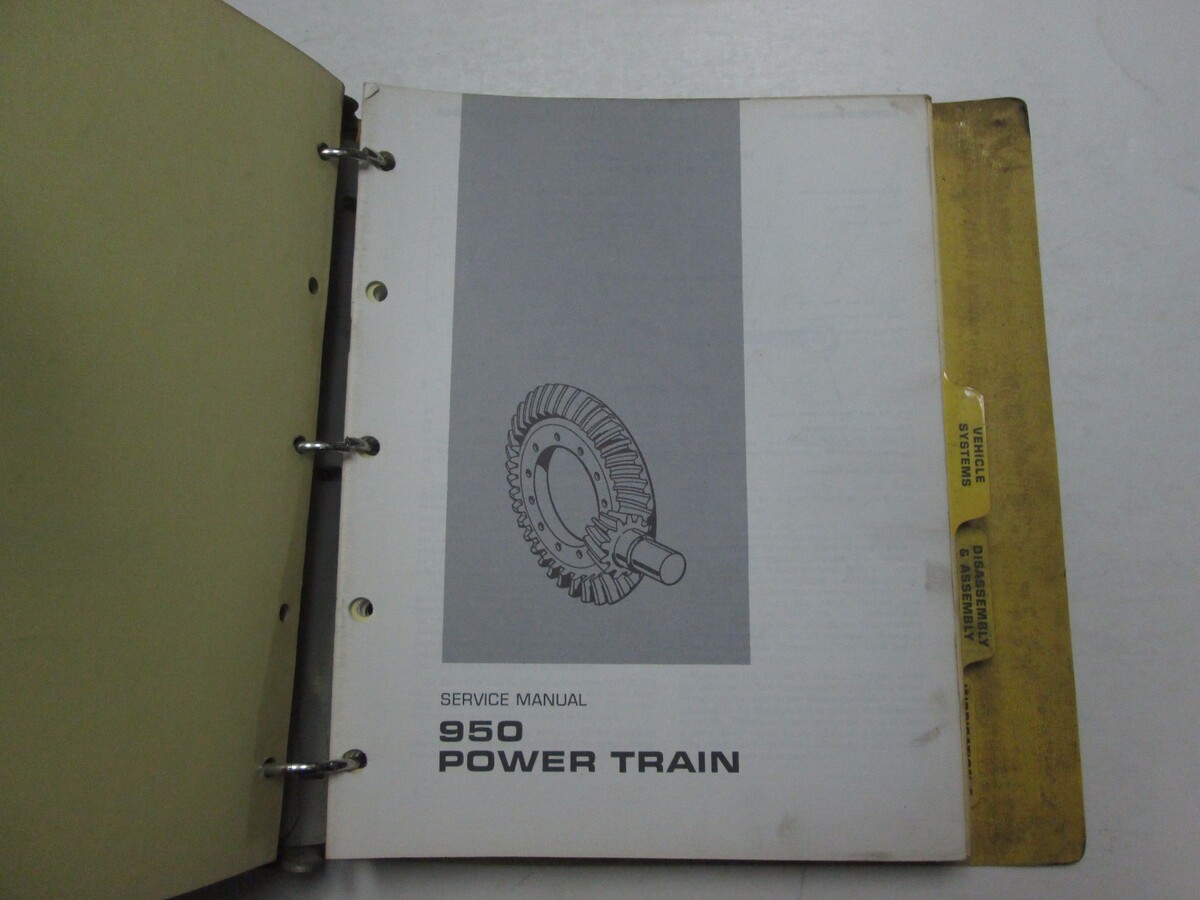 SERVICE MANUAL
950
POWER TRAIN
VEHICLE
SYSTEMS
DISASSEMBLY
& ASSEMBLY